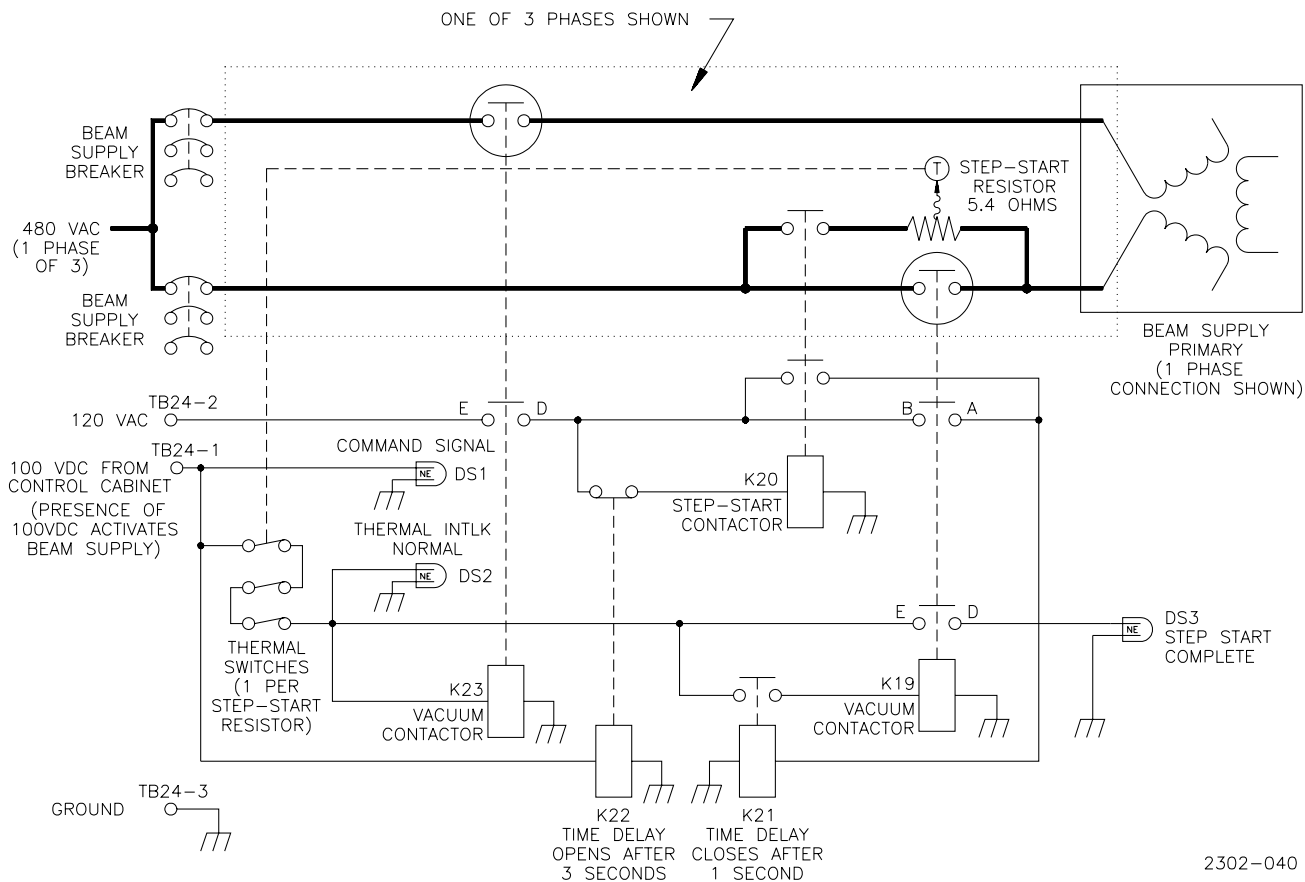 ONE OF 3 PHASES SHOWN
BEAM
SUPPLY
BREAKER
T
STEP-START
RESISTOR
5.4 OHMS
480 VAC
(1 PHASE
OF 3)
BEAM
SUPPLY
BREAKER
BEAM SUPPLY
PRIMARY
(1 PHASE
CONNECTION SHOWN)
120 VAC
TB24-2
E
D
B
A
TB24-1
100 VDC FROM
CONTROL CABINET
(PRESENCE OF
100VDC ACTIVATES
BEAM SUPPLY)
COMMAND SIGNAL
NE
DS1
K20
STEP-START
CONTACTOR
THERMAL INTLK
NORMAL
NE
DS2
E
D
NE
DS3
STEP START
COMPLETE
THERMAL
SWITCHES
(1 PER
STEP-START
RESISTOR)
K23
VACUUM
CONTACTOR
K19
VACUUM
CONTACTOR
GROUND
TB24-3
K22
TIME DELAY
OPENS AFTER
3 SECONDS
K21
TIME DELAY
CLOSES AFTER
1 SECOND
2302-040